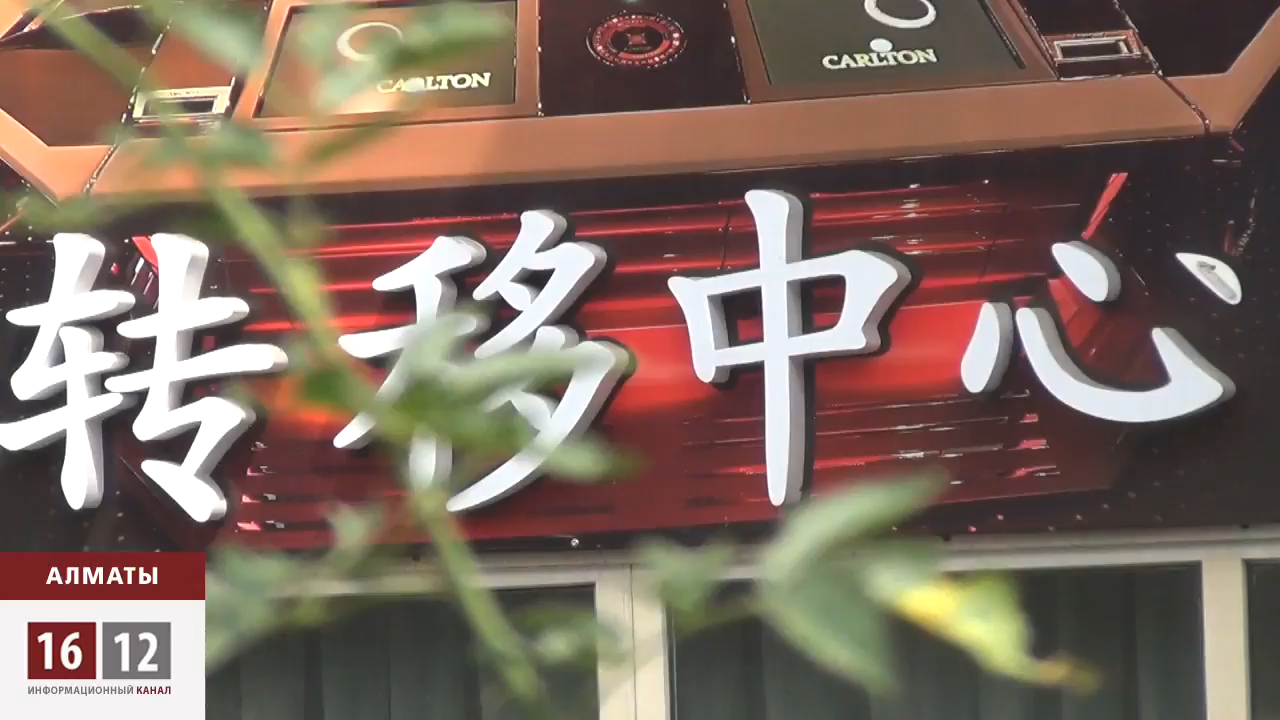 CARLTON
CARLTON
转移中心
АЛМАТЫ
16 12
ИНФОРМАЦИОННЫЙ КАНАЛ